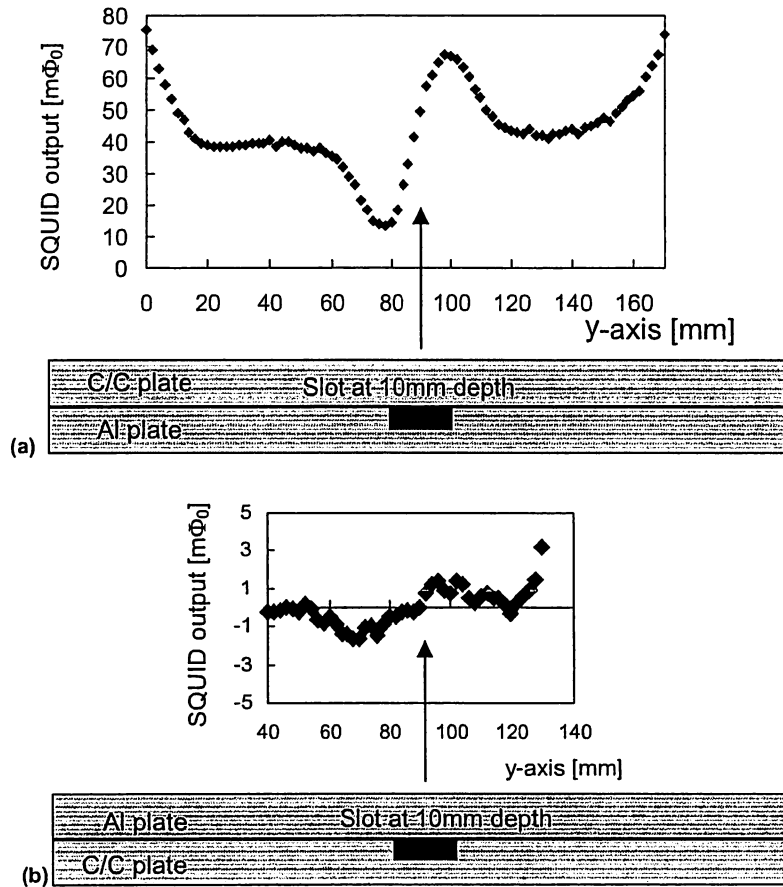 SQUID output [mΦ0]
80
70
60
50
40
30
20
10
0
0 20 40 60 80 100 120 140 160
y-axis [mm]
C/C plate
Slot at 10mm depth
Al plate
(a)
SQUID output [mΦ0]
5
3
1
-1
-3
-5
40 60 80 100 120 140
y-axis [mm]
Al plate
Slot at 10mm depth
C/C plate
(b)